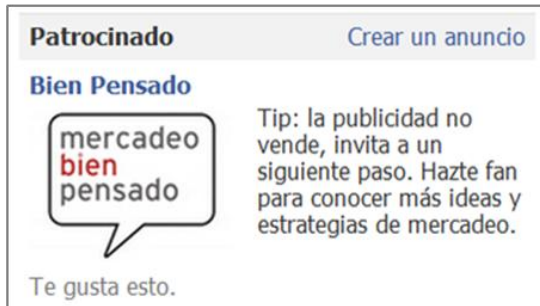 Patrocinado Crear un anuncio
Bien Pensado
mercadeo
bien
pensado
Tip: la publicidad no
vende, invita a un
siguiente paso. Hazte fan
para conocer más ideas y
estrategias de mercadeo.
Te gusta esto.